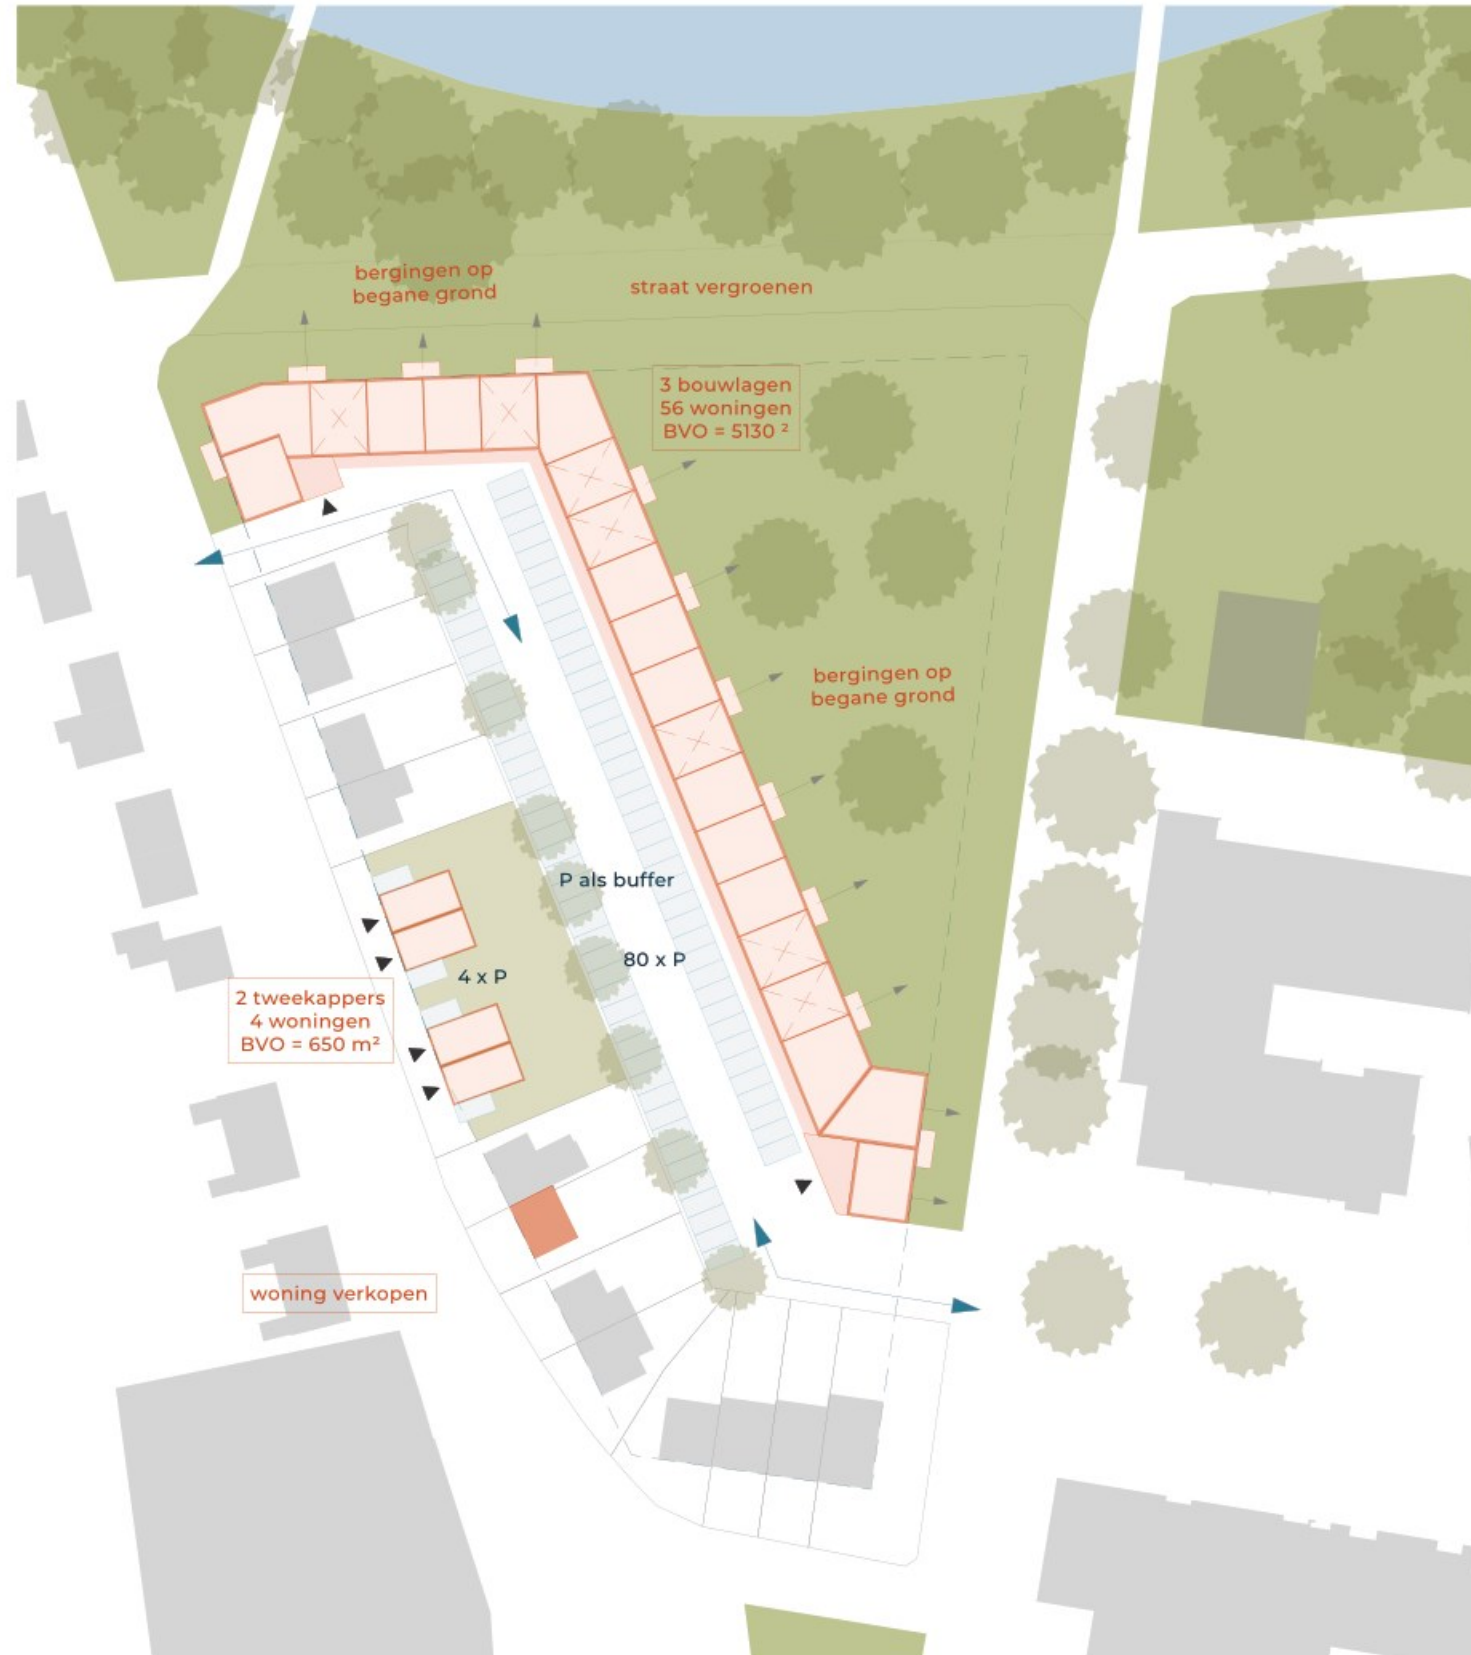 bergingen op
begane grond
straat vergroenen
3 bouwlagen
56 woningen
BVO = 5130 ²
bergingen op
begane grond
P als buffer
80 x P
4 x P
2 tweekappers
4 woningen
BVO = 650 m²
woning verkopen